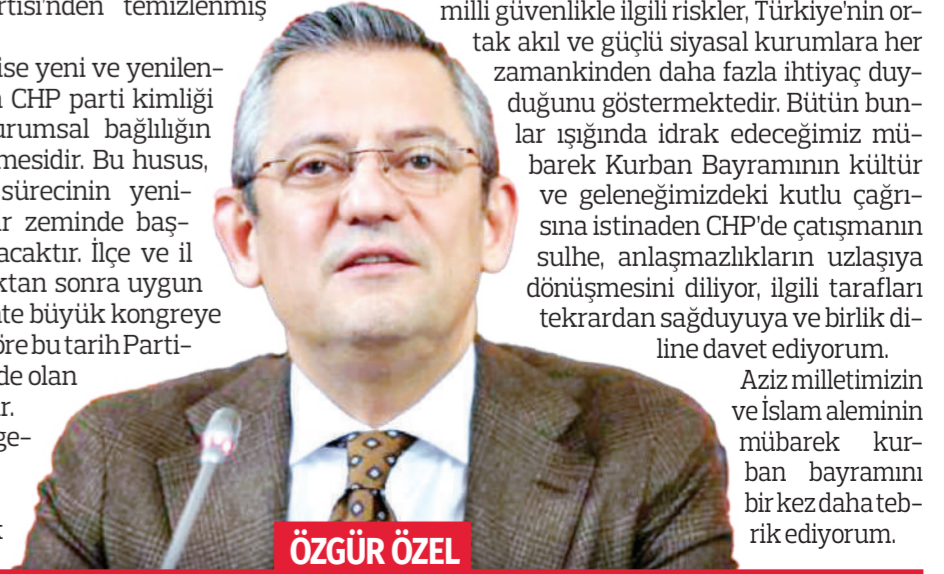 rtisi'nden temizlenmiş
ise yeni ve yenilen-
CHP parti kimliği
urumsal bağlılığın
mesidir. Bu husus,
sürecinin yeni-
r zeminde baş-
acaktır. İlçe ve il
ktan sonra uygun
te büyük kongreye
öre bu tarih Parti-
de olan
r.
ge-
k
milli güvenlikle ilgili riskler, Türkiye'nin or-
tak akıl ve güçlü siyasal kurumlara her
zamankinden daha fazla ihtiyaç duy-
duğunu göstermektedir. Bütün bun-
lar ışığında idrak edeceğimiz mü-
barek Kurban Bayramının kültür
ve geleneğimizdeki kutlu çağrı-
sına istinaden CHP'de çatışmanın
sulhe, anlaşmazlıkların uzlaşıya
dönüşmesini diliyor, ilgili tarafları
tekrardan sağduyuya ve birlik di-
line davet ediyorum.
Aziz milletimizin
ve İslam aleminin
mübarek kur-
ban bayramını
bir kez daha teb-
rik ediyorum.
ÖZGÜR ÖZEL